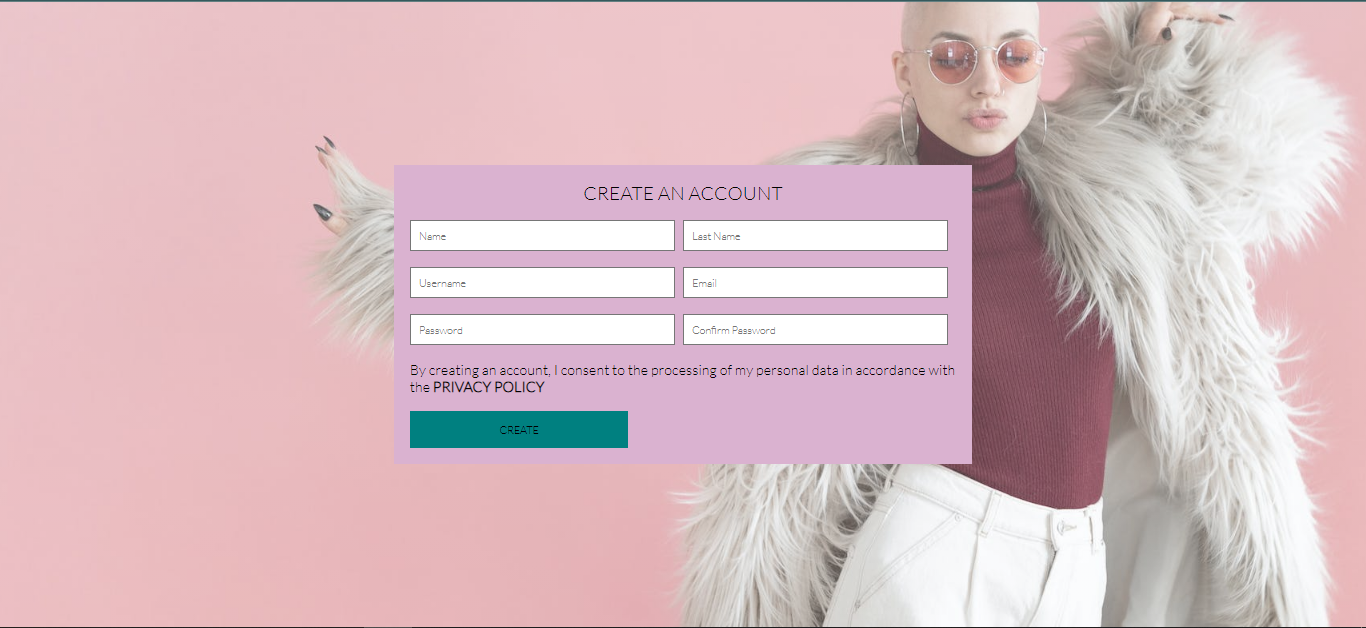 CREATE AN ACCOUNT
Name
Last Name
Username
Email
Password
Confirm Password
By creating an account, I consent to the processing of my personal data in accordance with
the PRIVACY POLICY
CREATE